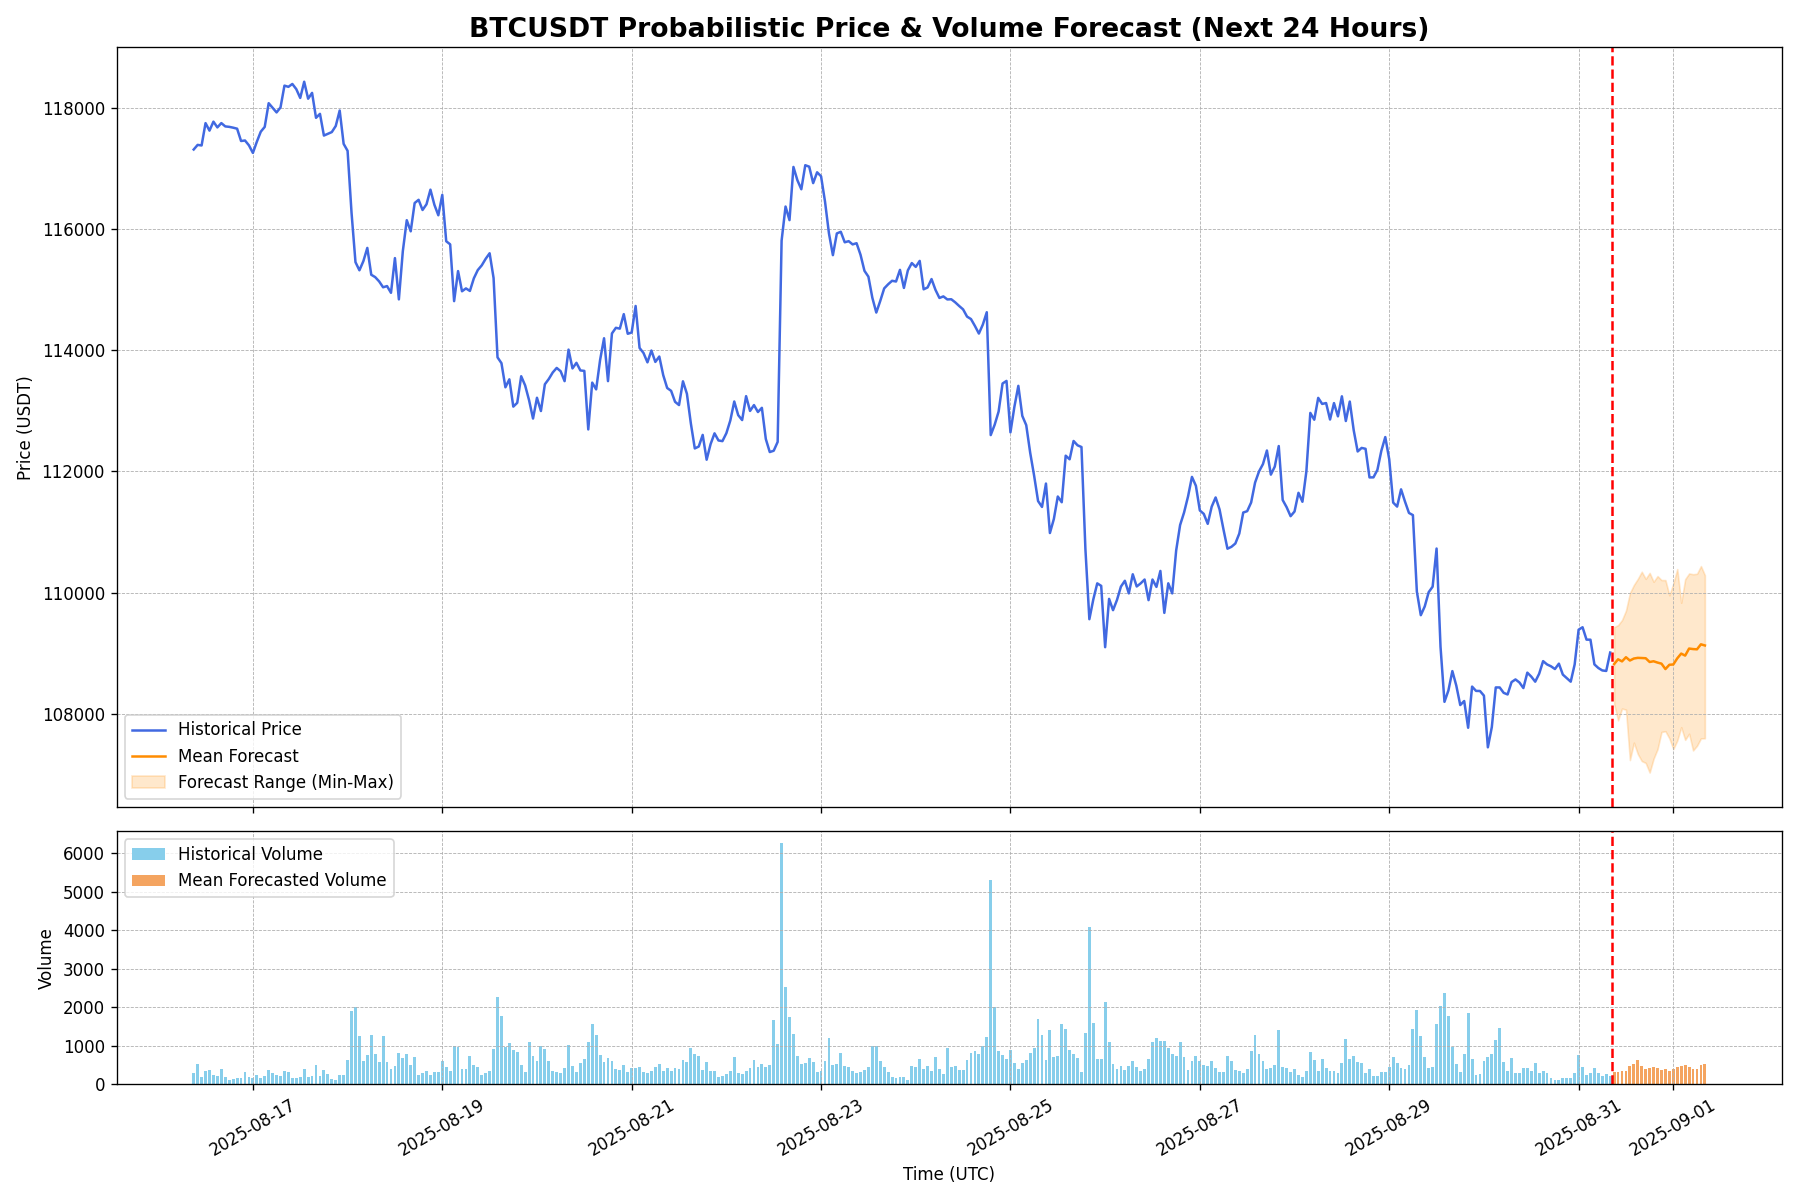 BTCUSDT Probabilistic Price & Volume Forecast (Next 24 Hours)
Price (USDT)
118000
116000
114000
112000
110000
108000
Historical Price
Mean Forecast
Forecast Range (Min-Max)
Volume
6000
5000
4000
3000
2000
1000
0
Historical Volume
Mean Forecasted Volume
2025-08-17
2025-08-19
2025-08-21
2025-08-23
2025-08-25
2025-08-27
2025-08-29
2025-08-31
2025-09-01
Time (UTC)